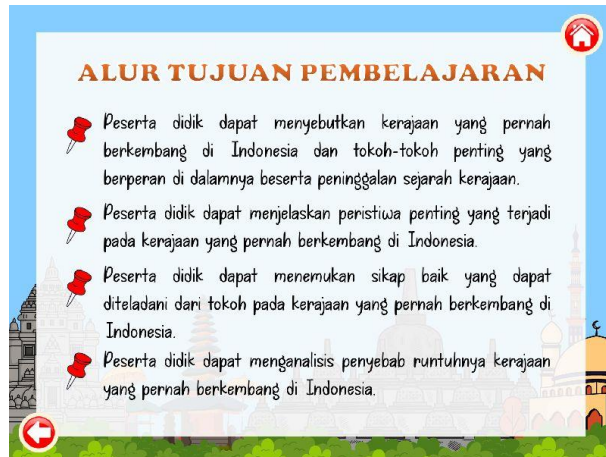 ALUR TUJUAN PEMBELAJARAN
Peserta didik dapat menyebutkan kerajaan yang pernah
berkembang di Indonesia dan tokoh-tokoh penting yang
berperan di dalamnya beserta peninggalan sejarah kerajaan.
Peserta didik dapat menjelaskan peristiwa penting yang terjadi
pada kerajaan yang pernah berkembang di Indonesia.
Peserta didik dapat menemukan sikap baik yang dapat
diteladani dari tokoh pada kerajaan yang pernah berkembang di
Indonesia.
Peserta didik dapat menganalisis penyebab runtuhnya kerajaan
yang pernah berkembang di Indonesia.